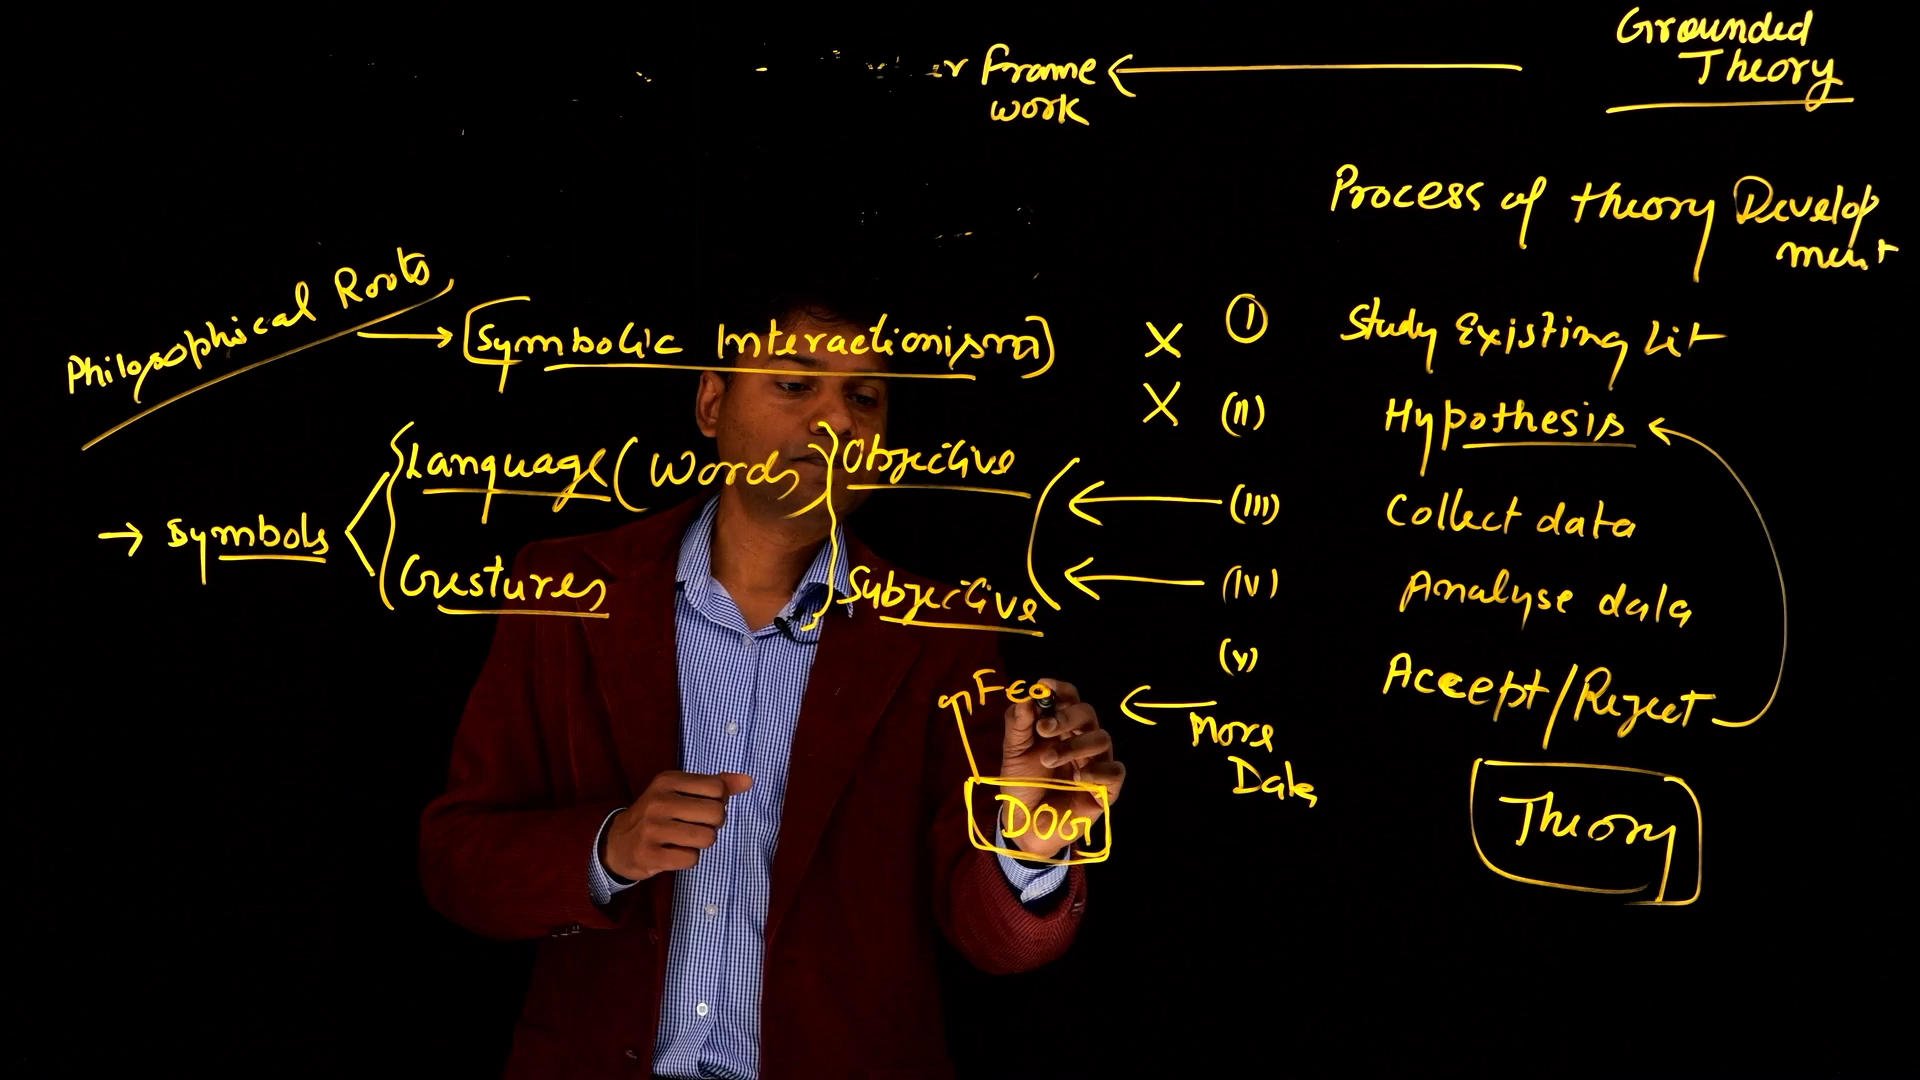 Grounded
Theory
r Frame
work
Process of theory Develop
ment
Philosophical Roots
Symbolic Interactionism
X (I) Study Existing Lit
X (II) Hypothesis
Symbols
Language (Words) Objective
Gestures Subjective
(III) Collect data
(IV) Analyse data
(V) Accept/Reject
More
Data
Fea
DOG
Theory